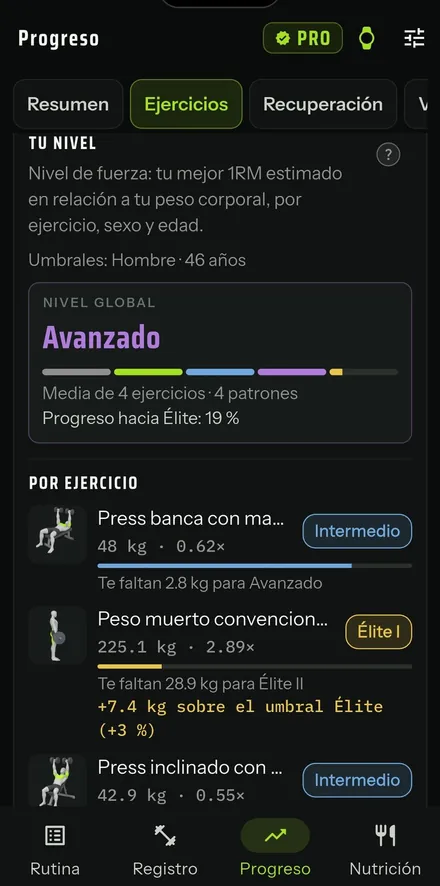 Progreso
PRO
Resumen
Ejercicios
Recuperación
TU NIVEL
?
Nivel de fuerza: tu mejor 1RM estimado
en relación a tu peso corporal, por
ejercicio, sexo y edad.
Umbrales: Hombre · 46 años
NIVEL GLOBAL
Avanzado
Media de 4 ejercicios · 4 patrones
Progreso hacia Élite: 19 %
POR EJERCICIO
Press banca con ma...
Intermedio
48 kg · 0.62×
Te faltan 2.8 kg para Avanzado
Peso muerto convencion...
Élite I
225.1 kg · 2.89×
Te faltan 28.9 kg para Élite II
+7.4 kg sobre el umbral Élite
(+3 %)
Press inclinado con ...
Intermedio
42.9 kg · 0.55×
Rutina
Registro
Progreso
Nutrición